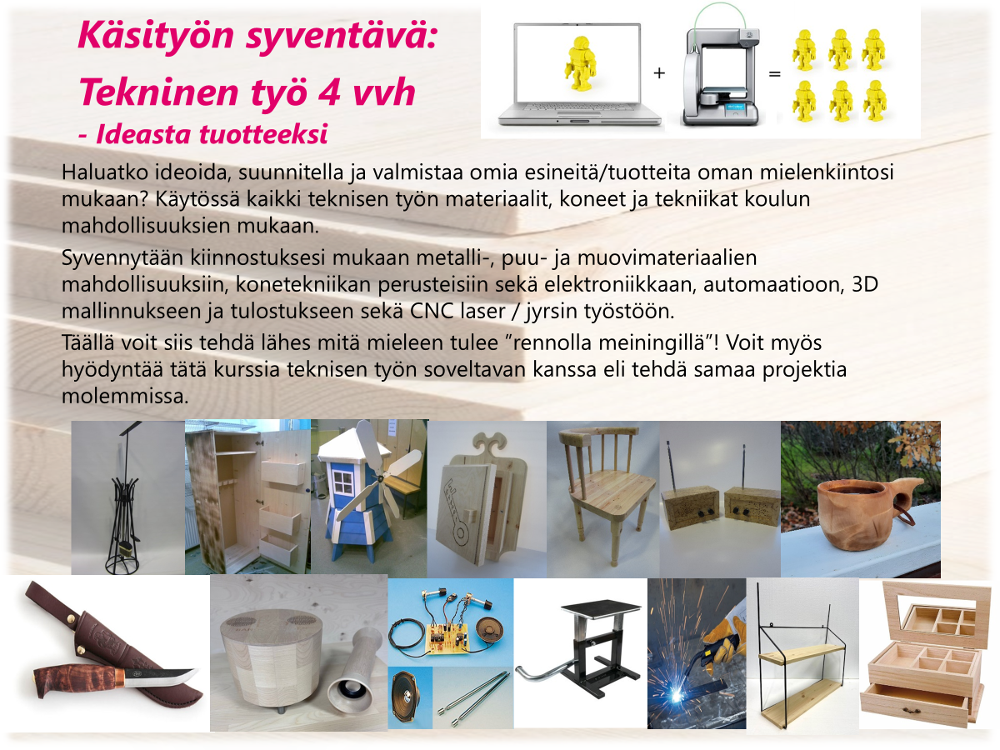 Käsityön syventävä:
Tekninen työ 4 vvh
- Ideasta tuotteeksi
+ =
Haluatko ideoida, suunnitella ja valmistaa omia esineitä/tuotteita oman mielenkiintosi
mukaan? Käytössä kaikki teknisen työn materiaalit, koneet ja tekniikat koulun
mahdollisuuksien mukaan.
Syvennytään kiinnostuksesi mukaan metalli-, puu- ja muovimateriaalien
mahdollisuuksiin, konetekniikan perusteisiin sekä elektroniikkaan, automaatioon, 3D
mallinnukseen ja tulostukseen sekä CNC laser / jyrsin työstöön.
Täällä voit siis tehdä lähes mitä mieleen tulee ”rennolla meiningillä”! Voit myös
hyödyntää tätä kurssia teknisen työn soveltavan kanssa eli tehdä samaa projektia
molemmissa.